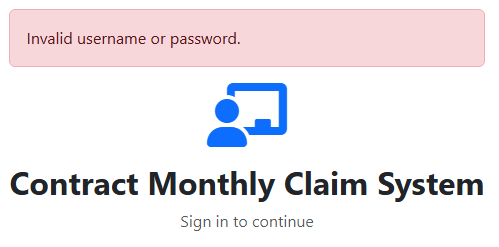 Invalid username or password.
Contract Monthly Claim System
Sign in to continue